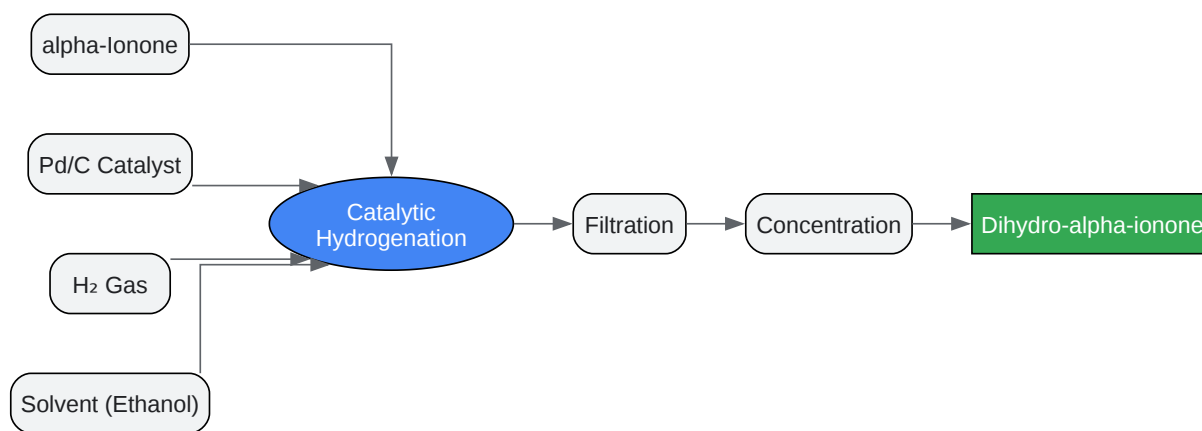 alpha-Ionone
Pd/C Catalyst
H₂ Gas
Solvent (Ethanol)
Catalytic
Hydrogenation
Filtration
Concentration
Dihydro-alpha-ionone